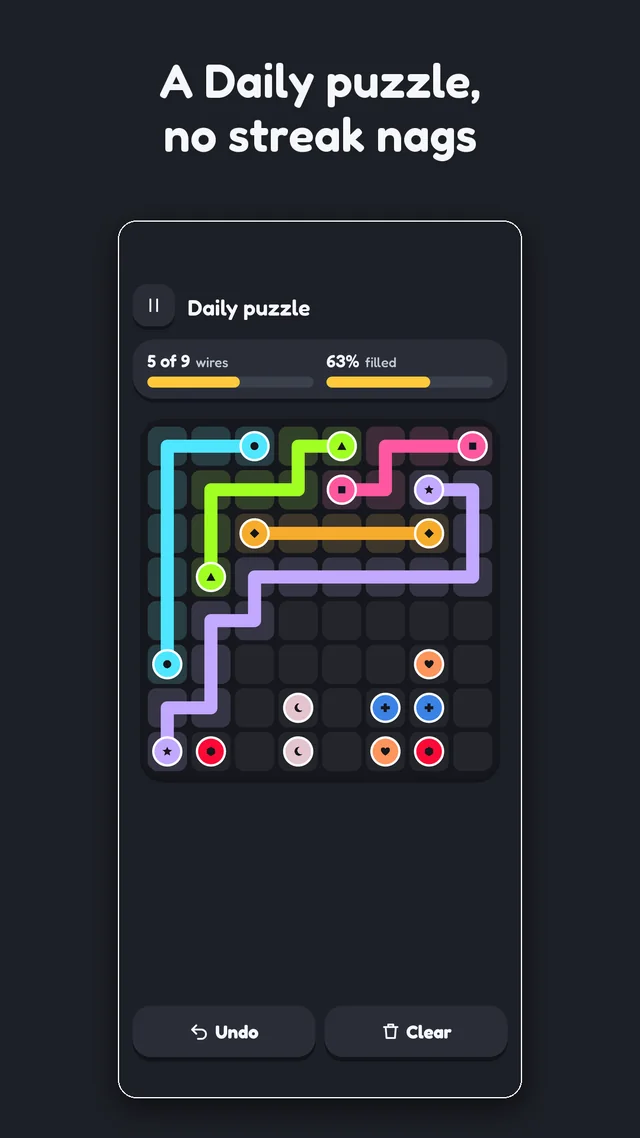 A Daily puzzle,
no streak nags
Daily puzzle
5 of 9 wires
63% filled
Undo
Clear